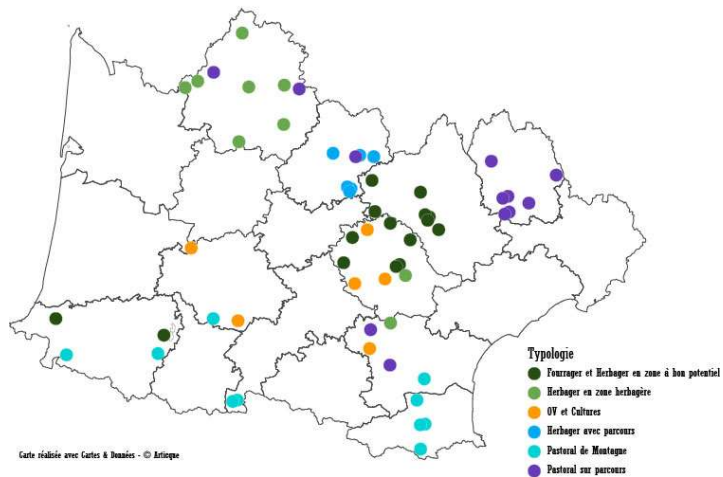 Typologie
Fourrager et Herbager en zone à bon potentiel
Herbager en zone herbagère
OV et Cultures
Herbager avec parcours
Pastoral de Montagne
Pastoral sur parcours
Carte réalisée avec Cartes & Données - © Articque